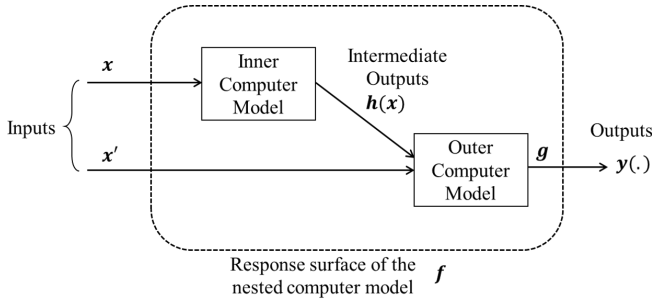 x
Inner
Computer
Model
Intermediate
Outputs
h(x)
Inputs
x′
Outer
Computer
Model
g
Outputs
y(.)
Response surface of the
nested computer model
f